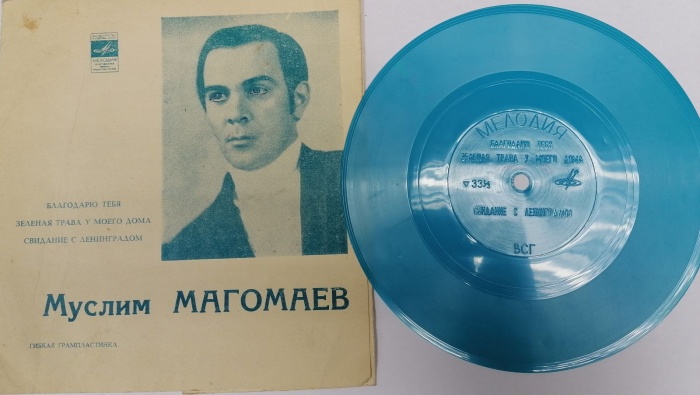 МЕЛОДИЯ
БЛАГОДАРЮ ТЕБЯ
ЗЕЛЕНАЯ ТРАВА У МОЕГО ДОМА
СВИДАНИЕ С ЛЕНИНГРАДОМ
Муслим МАГОМАЕВ
ГИБКАЯ ГРАМПЛАСТИНКА
МЕЛОДИЯ
БЛАГОДАРЮ ТЕБЯ
ЗЕЛЕНАЯ ТРАВА У МОЕГО ДОМА
▽ 33⅓
СВИДАНИЕ С ЛЕНИНГРАДОМ
ВСГ